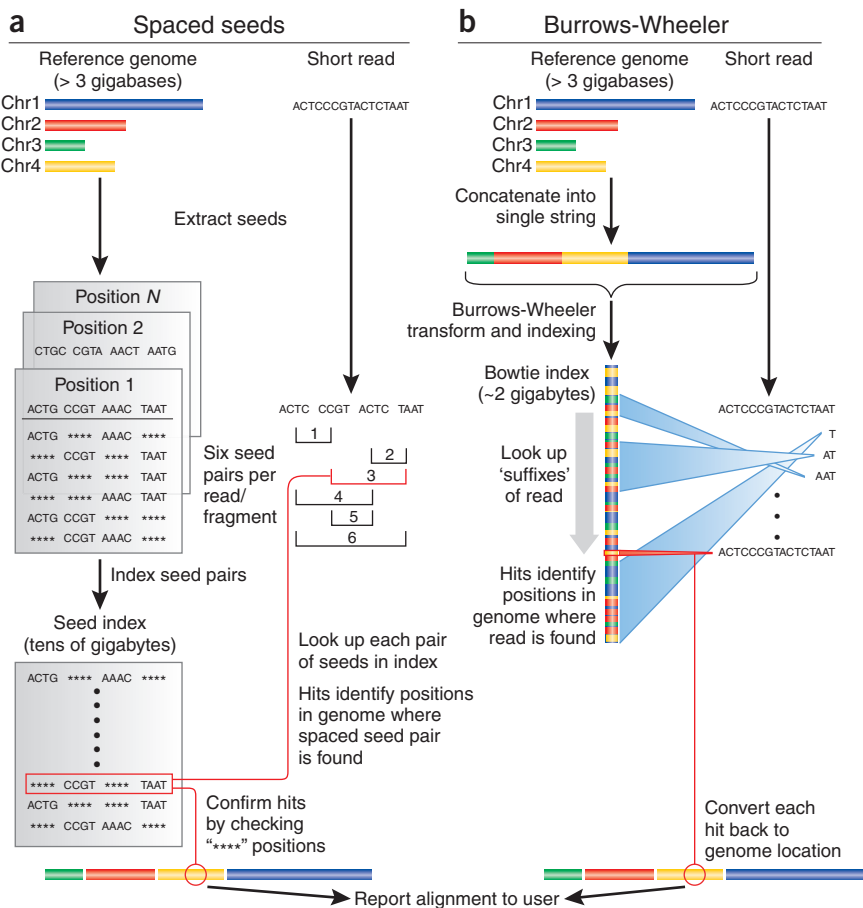 a
Spaced seeds
Reference genome
(> 3 gigabases)
Short read
Chr1
Chr2
Chr3
Chr4
ACTCCCGTACTCTAAT
Extract seeds
Position N
Position 2
CTGC CCGTA AACT AATG
Position 1
ACTG CCGT AAAC TAAT
ACTG **** AAAC ****
**** CCGT **** TAAT
ACTG **** **** TAAT
**** **** AAAC TAAT
ACTG CCGT **** ****
**** CCGT AAAC ****
Six seed
pairs per
read/
fragment
ACTC CCGT ACTC TAAT
1
2
3
4
5
6
Index seed pairs
Seed index
(tens of gigabytes)
ACTG **** AAAC ****
**** CCGT **** TAAT
ACTG **** **** TAAT
**** CCGT AAAC ****
Look up each pair
of seeds in index
Hits identify positions
in genome where
spaced seed pair
is found
Confirm hits
by checking
"****" positions
b
Burrows-Wheeler
Reference genome
(> 3 gigabases)
Short read
Chr1
Chr2
Chr3
Chr4
ACTCCCGTACTCTAAT
Concatenate into
single string
Burrows-Wheeler
transform and indexing
Bowtie index
(~2 gigabytes)
ACTCCCGTACTCTAAT
T
AT
AAT
Look up
'suffixes'
of read
ACTCCCGTACTCTAAT
Hits identify
positions in
genome where
read is found
Convert each
hit back to
genome location
Report alignment to user